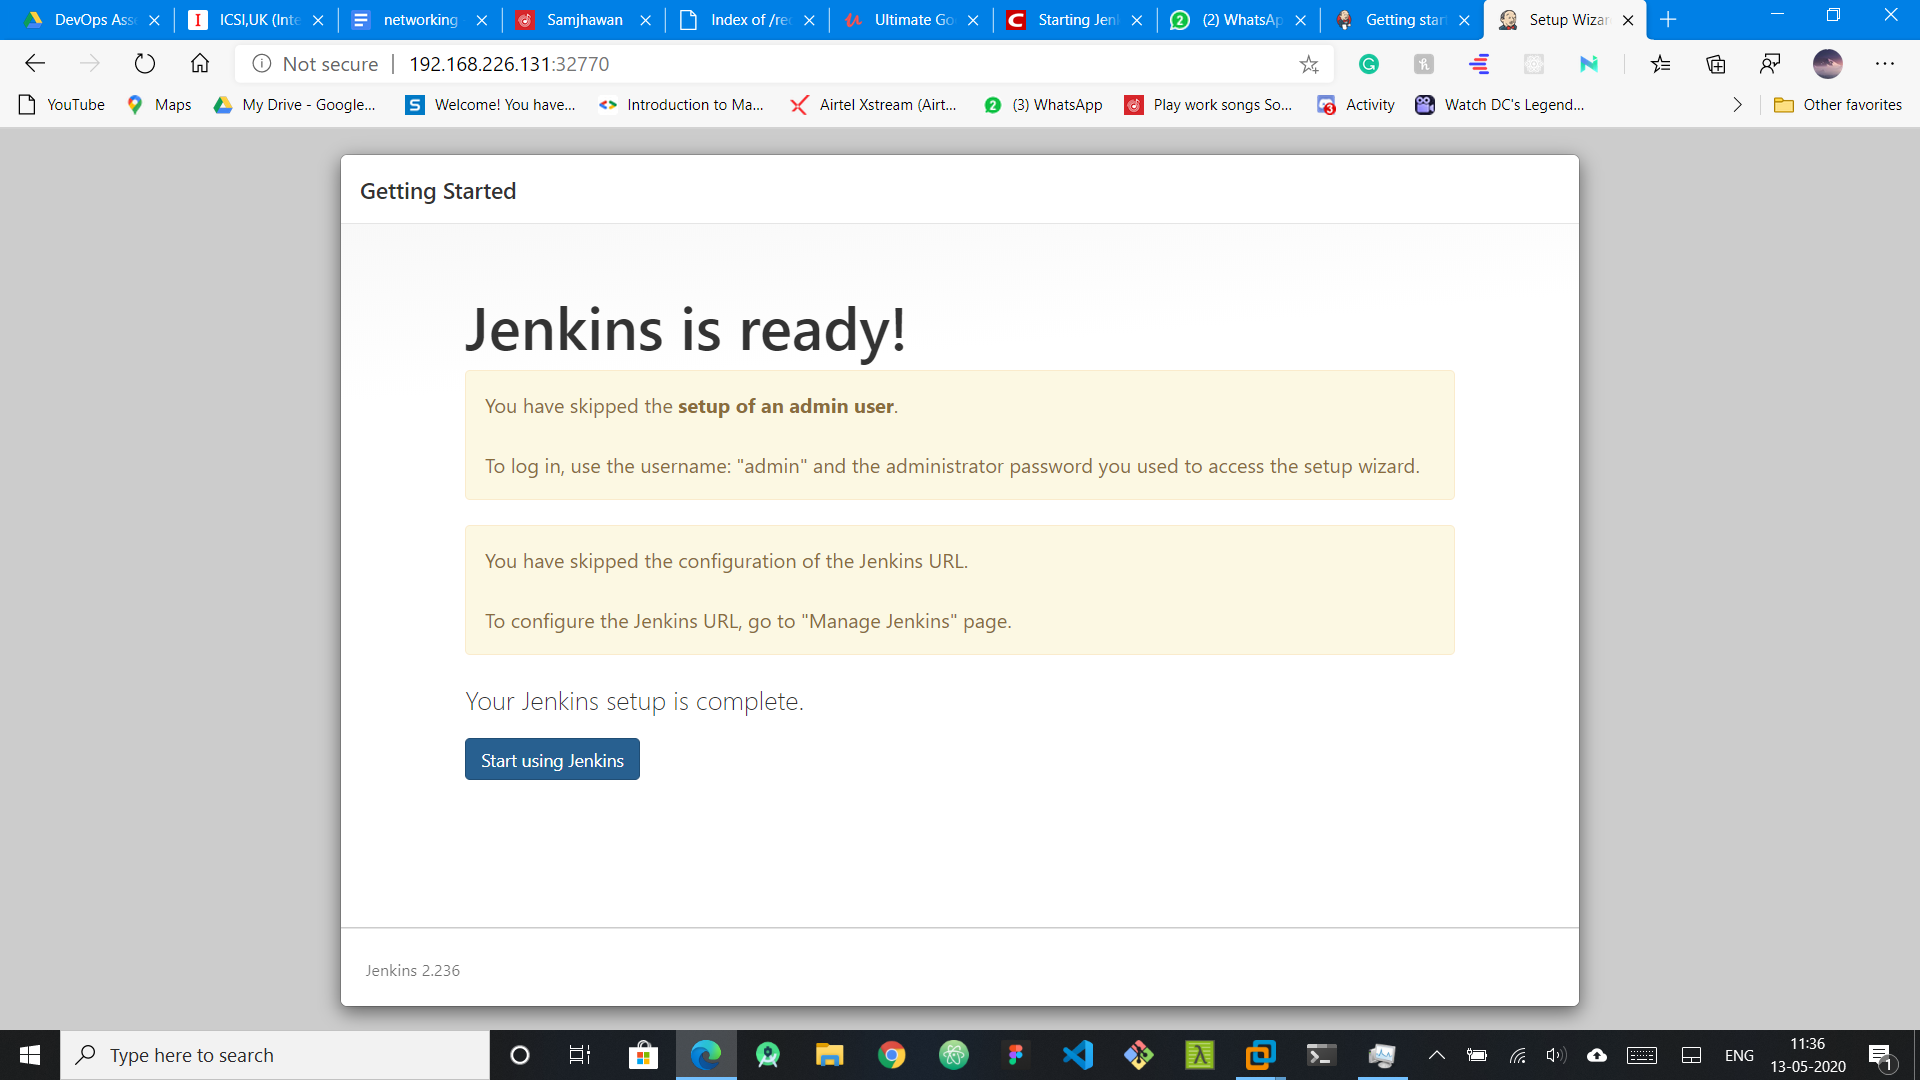 DevOps Ass
ICSI,UK (Inte
networking
Samjhawan
Index of /rec
Ultimate Go
Starting Jenk
(2) WhatsAp
Getting start
Setup Wizar
Not secure | 192.168.226.131:32770
YouTube
Maps
My Drive - Google...
Welcome! You have...
Introduction to Ma...
Airtel Xstream (Airt...
(3) WhatsApp
Play work songs So...
Activity
Watch DC's Legend...
Other favorites
Getting Started
Jenkins is ready!
You have skipped the setup of an admin user.
To log in, use the username: "admin" and the administrator password you used to access the setup wizard.
You have skipped the configuration of the Jenkins URL.
To configure the Jenkins URL, go to "Manage Jenkins" page.
Your Jenkins setup is complete.
Start using Jenkins
Jenkins 2.236
Type here to search
ENG
11:36
13-05-2020
1